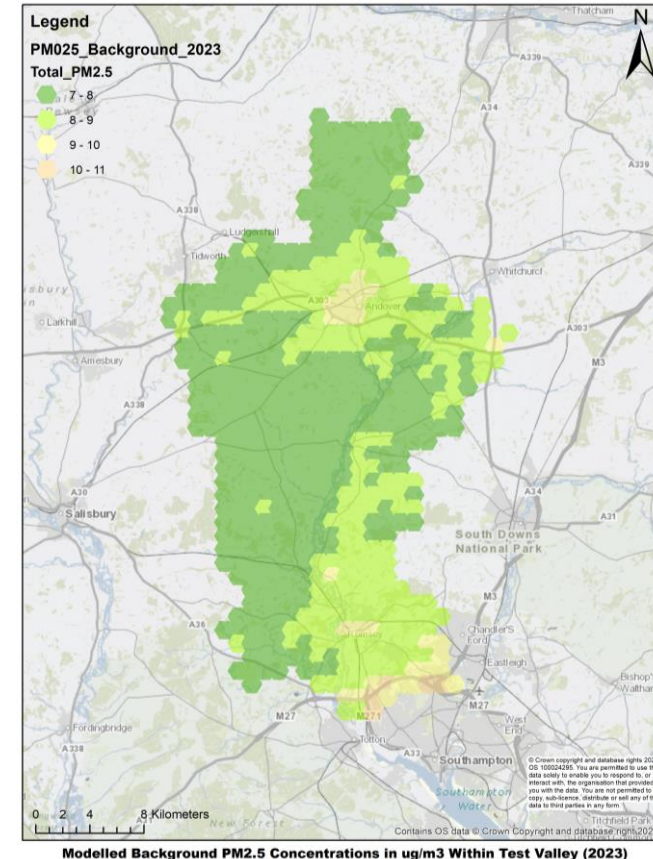 Legend
PM025_Background_2023
Total_PM2.5
7 - 8
8 - 9
9 - 10
10 - 11
N
Thatcham
A339
A34
A339
A338
Ludgershall
Tidworth
Whitchurch
A303
Andover
Larkhill
A303
Amesbury
M3
A338
A30
Salisbury
A34
A31
South Downs
National Park
M3
A36
Romsey
Chandler'S
Ford
Eastleigh
Bishop's
M27
M271
M27
West
End
Fordingbridge
Totton
A33
Southampton
A338
Southampton
Water
New Forest
A31
Titchfield Park
0 2 4 8 Kilometers
© Crown copyright and database rights
OS 100024295. You are permitted to use
data solely to enable you to respond to, or
interact with, the organisation that provided
you with the data. You are not permitted to
copy, sub-licence, distribute or sell any of
data to third parties in any form.
Contains OS data © Crown Copyright and database right
Modelled Background PM2.5 Concentrations in ug/m3 Within Test Valley (2023)